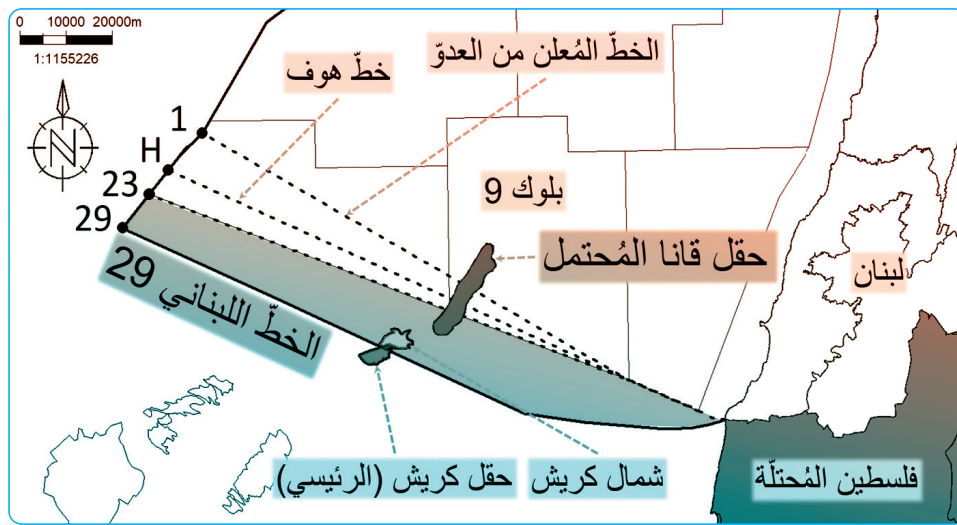 0 10000 20000m
1:1155226
N
الخطّ المُعلن من العدوّ
خطّ هوف
1
H
23
29
بلوك 9
حقل قانا المُحتمل
لبنان
الخطّ اللبناني 29
حقل كريش (الرئيسي)
شمال كريش
فلسطين المُحتلّة